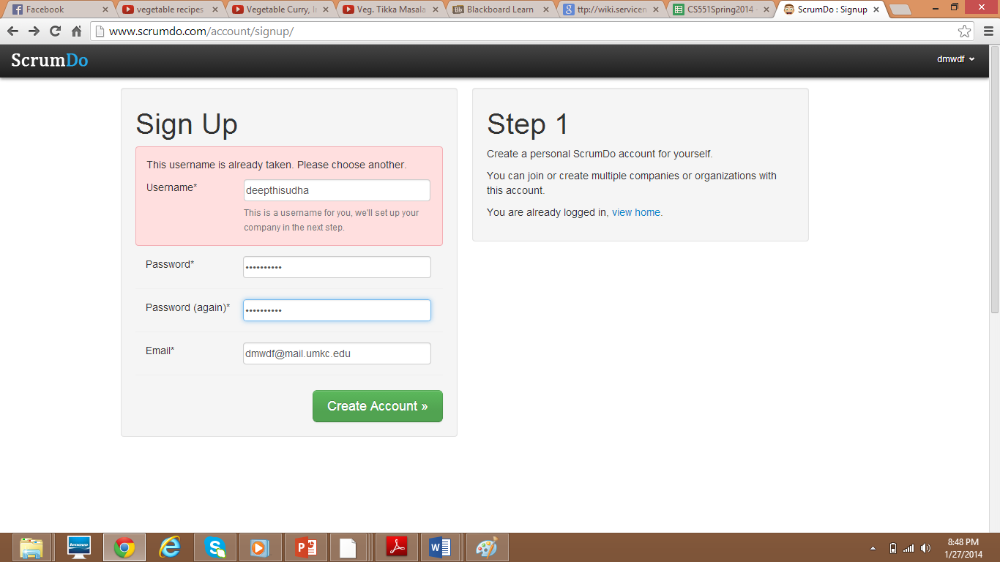 Facebook
vegetable recipes
Vegetable Curry, I
Veg. Tikka Masala
Blackboard Learn
ttp://wiki.servicen
CS551Spring2014 -
ScrumDo : Signup
www.scrumdo.com/account/signup/
ScrumDo
dmwdf
Sign Up
This username is already taken. Please choose another.
Username*
deepthisudha
This is a username for you, we'll set up your
company in the next step.
Password*
••••••••••
Password (again)*
••••••••••
Email*
dmwdf@mail.umkc.edu
Create Account »
Step 1
Create a personal ScrumDo account for yourself.
You can join or create multiple companies or organizations with
this account.
You are already logged in, view home.
lenovo
8:48 PM
1/27/2014